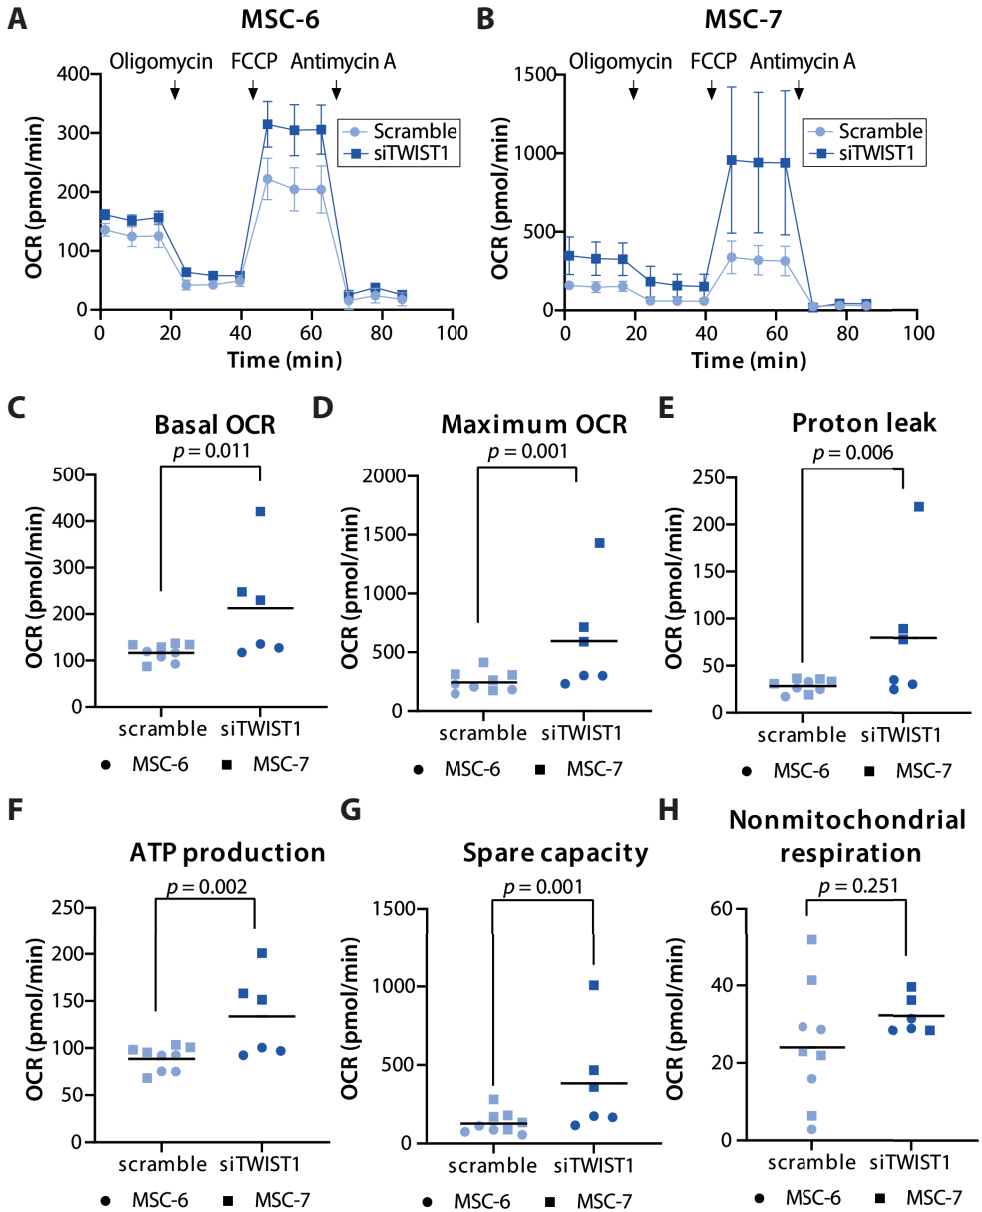 A
MSC-6
Oligomycin FCCP Antimycin A
OCR (pmol/min)
400
300
200
100
0
Scramble
siTWIST1
0 20 40 60 80 100
Time (min)
B
MSC-7
Oligomycin FCCP Antimycin A
OCR (pmol/min)
1500
1000
500
0
Scramble
siTWIST1
0 20 40 60 80 100
Time (min)
C
Basal OCR
p = 0.011
OCR (pmol/min)
500
400
300
200
100
0
scramble siTWIST1
MSC-6 MSC-7
D
Maximum OCR
p = 0.001
OCR (pmol/min)
2000
1500
1000
500
0
scramble siTWIST1
MSC-6 MSC-7
E
Proton leak
p = 0.006
OCR (pmol/min)
250
200
150
100
50
0
scramble siTWIST1
MSC-6 MSC-7
F
ATP production
p = 0.002
OCR (pmol/min)
250
200
150
100
50
0
scramble siTWIST1
MSC-6 MSC-7
G
Spare capacity
p = 0.001
OCR (pmol/min)
1500
1000
500
0
scramble siTWIST1
MSC-6 MSC-7
H
Nonmitochondrial
respiration
p = 0.251
OCR (pmol/min)
60
40
20
0
scramble siTWIST1
MSC-6 MSC-7